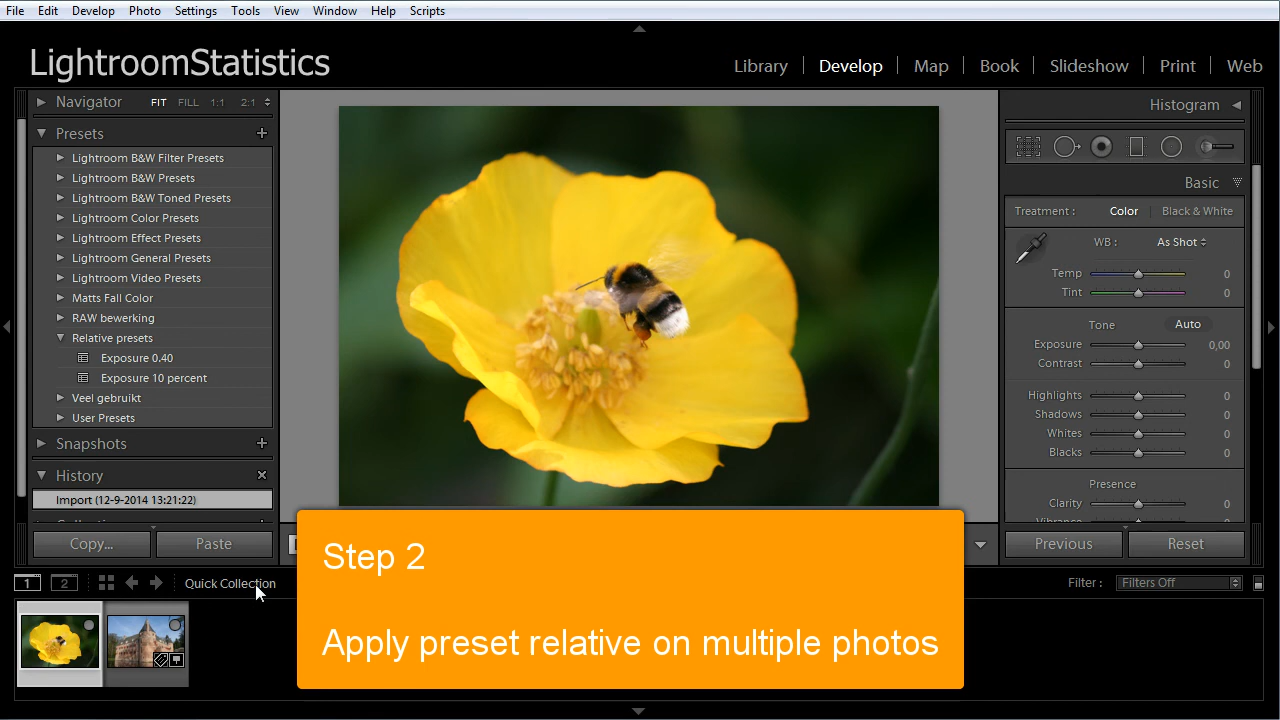 File Edit Develop Photo Settings Tools View Window Help Scripts
LightroomStatistics
Library Develop Map Book Slideshow Print Web
Navigator FIT FILL 1:1 2:1
Presets
Lightroom B&W Filter Presets
Lightroom B&W Presets
Lightroom B&W Toned Presets
Lightroom Color Presets
Lightroom Effect Presets
Lightroom General Presets
Lightroom Video Presets
Matts Fall Color
RAW bewerking
Relative presets
Exposure 0.40
Exposure 10 percent
Veel gebruikt
User Presets
Snapshots
History
Import (12-9-2014 13:21:22)
Copy... Paste
Histogram
Basic
Treatment : Color Black & White
WB : As Shot
Temp 0
Tint 0
Tone Auto
Exposure 0,00
Contrast 0
Highlights 0
Shadows 0
Whites 0
Blacks 0
Presence
Clarity 0
Previous Reset
1 2 Quick Collection
Filter : Filters Off
Step 2
Apply preset relative on multiple photos